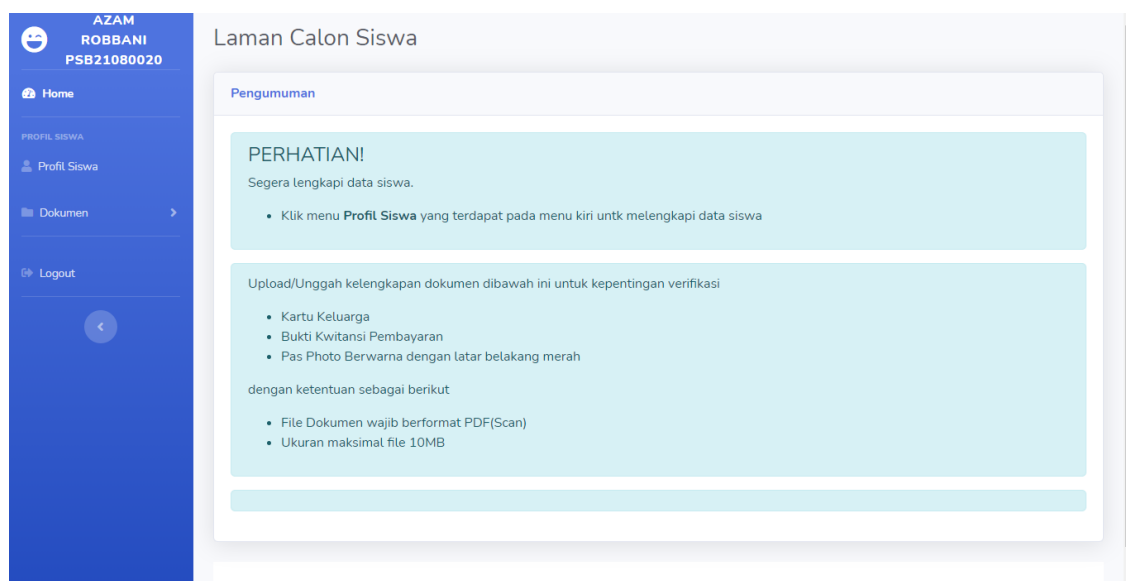 AZAM
ROBBANI
PSB21080020
Home
PROFIL SISWA
Profil Siswa
Dokumen
Logout
Laman Calon Siswa
Pengumuman
PERHATIAN!
Segera lengkapi data siswa.
Klik menu Profil Siswa yang terdapat pada menu kiri untk melengkapi data siswa
Upload/Unggah kelengkapan dokumen dibawah ini untuk kepentingan verifikasi
Kartu Keluarga
Bukti Kwitansi Pembayaran
Pas Photo Berwarna dengan latar belakang merah
dengan ketentuan sebagai berikut
File Dokumen wajib berformat PDF(Scan)
Ukuran maksimal file 10MB